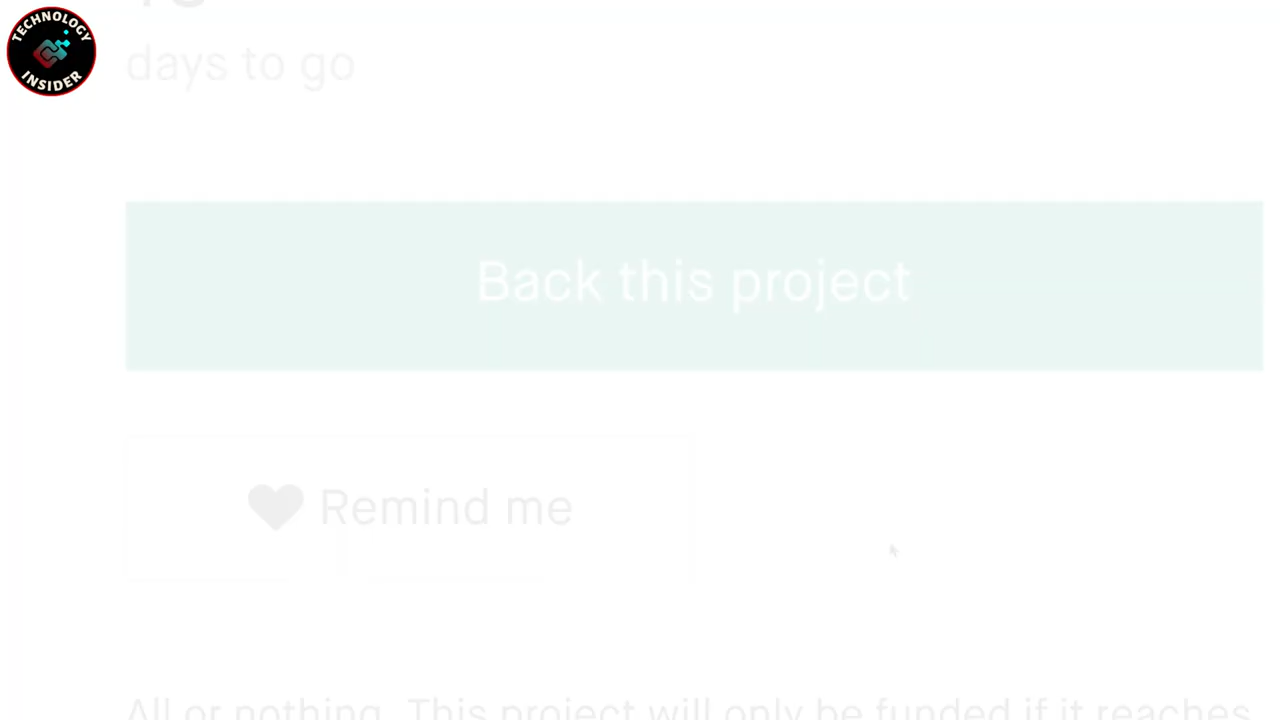 TECHNOLOGY
INSIDER
days to go
Back this project
Remind me
All or nothing. This project will only be funded if it reaches